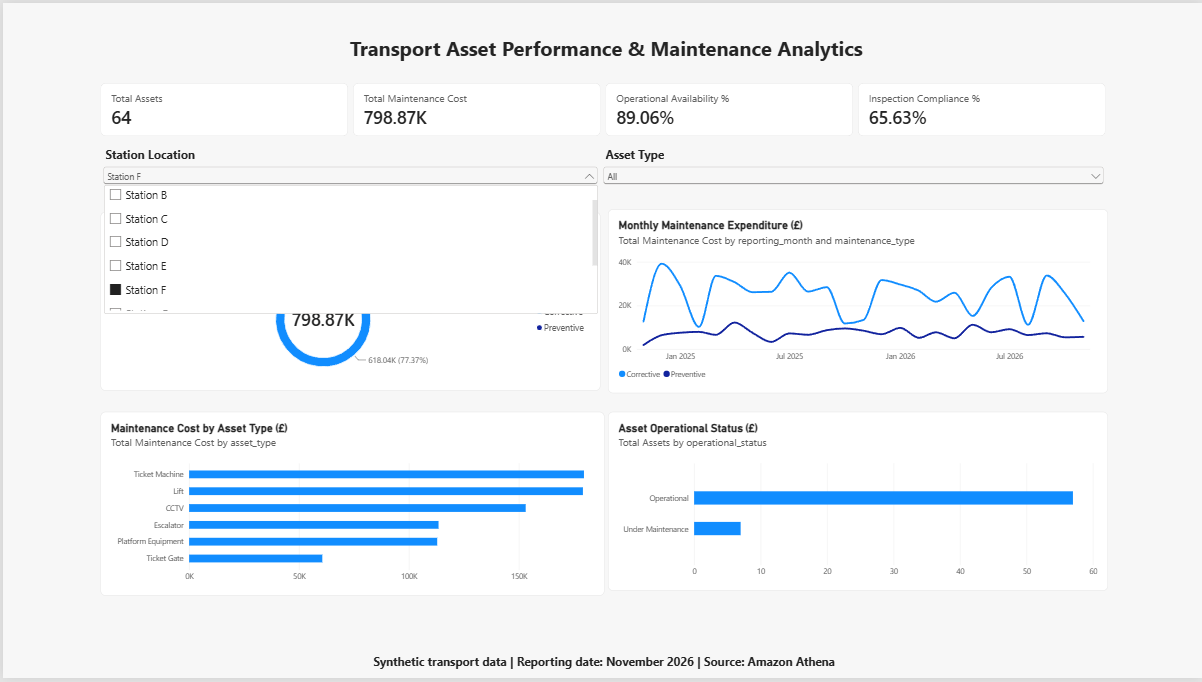 Transport Asset Performance & Maintenance Analytics
Total Assets
64
Total Maintenance Cost
798.87K
Operational Availability %
89.06%
Inspection Compliance %
65.63%
Station Location
Station F
Station B
Station C
Station D
Station E
Station F
Asset Type
All
798.87K
618.04K (77.37%)
Corrective
Preventive
Monthly Maintenance Expenditure (£)
Total Maintenance Cost by reporting_month and maintenance_type
40K
20K
0K
Jan 2025
Jul 2025
Jan 2026
Jul 2026
Corrective
Preventive
Maintenance Cost by Asset Type (£)
Total Maintenance Cost by asset_type
Ticket Machine
Lift
CCTV
Escalator
Platform Equipment
Ticket Gate
0K
50K
100K
150K
Asset Operational Status (£)
Total Assets by operational_status
Operational
Under Maintenance
0
10
20
30
40
50
60
Synthetic transport data | Reporting date: November 2026 | Source: Amazon Athena